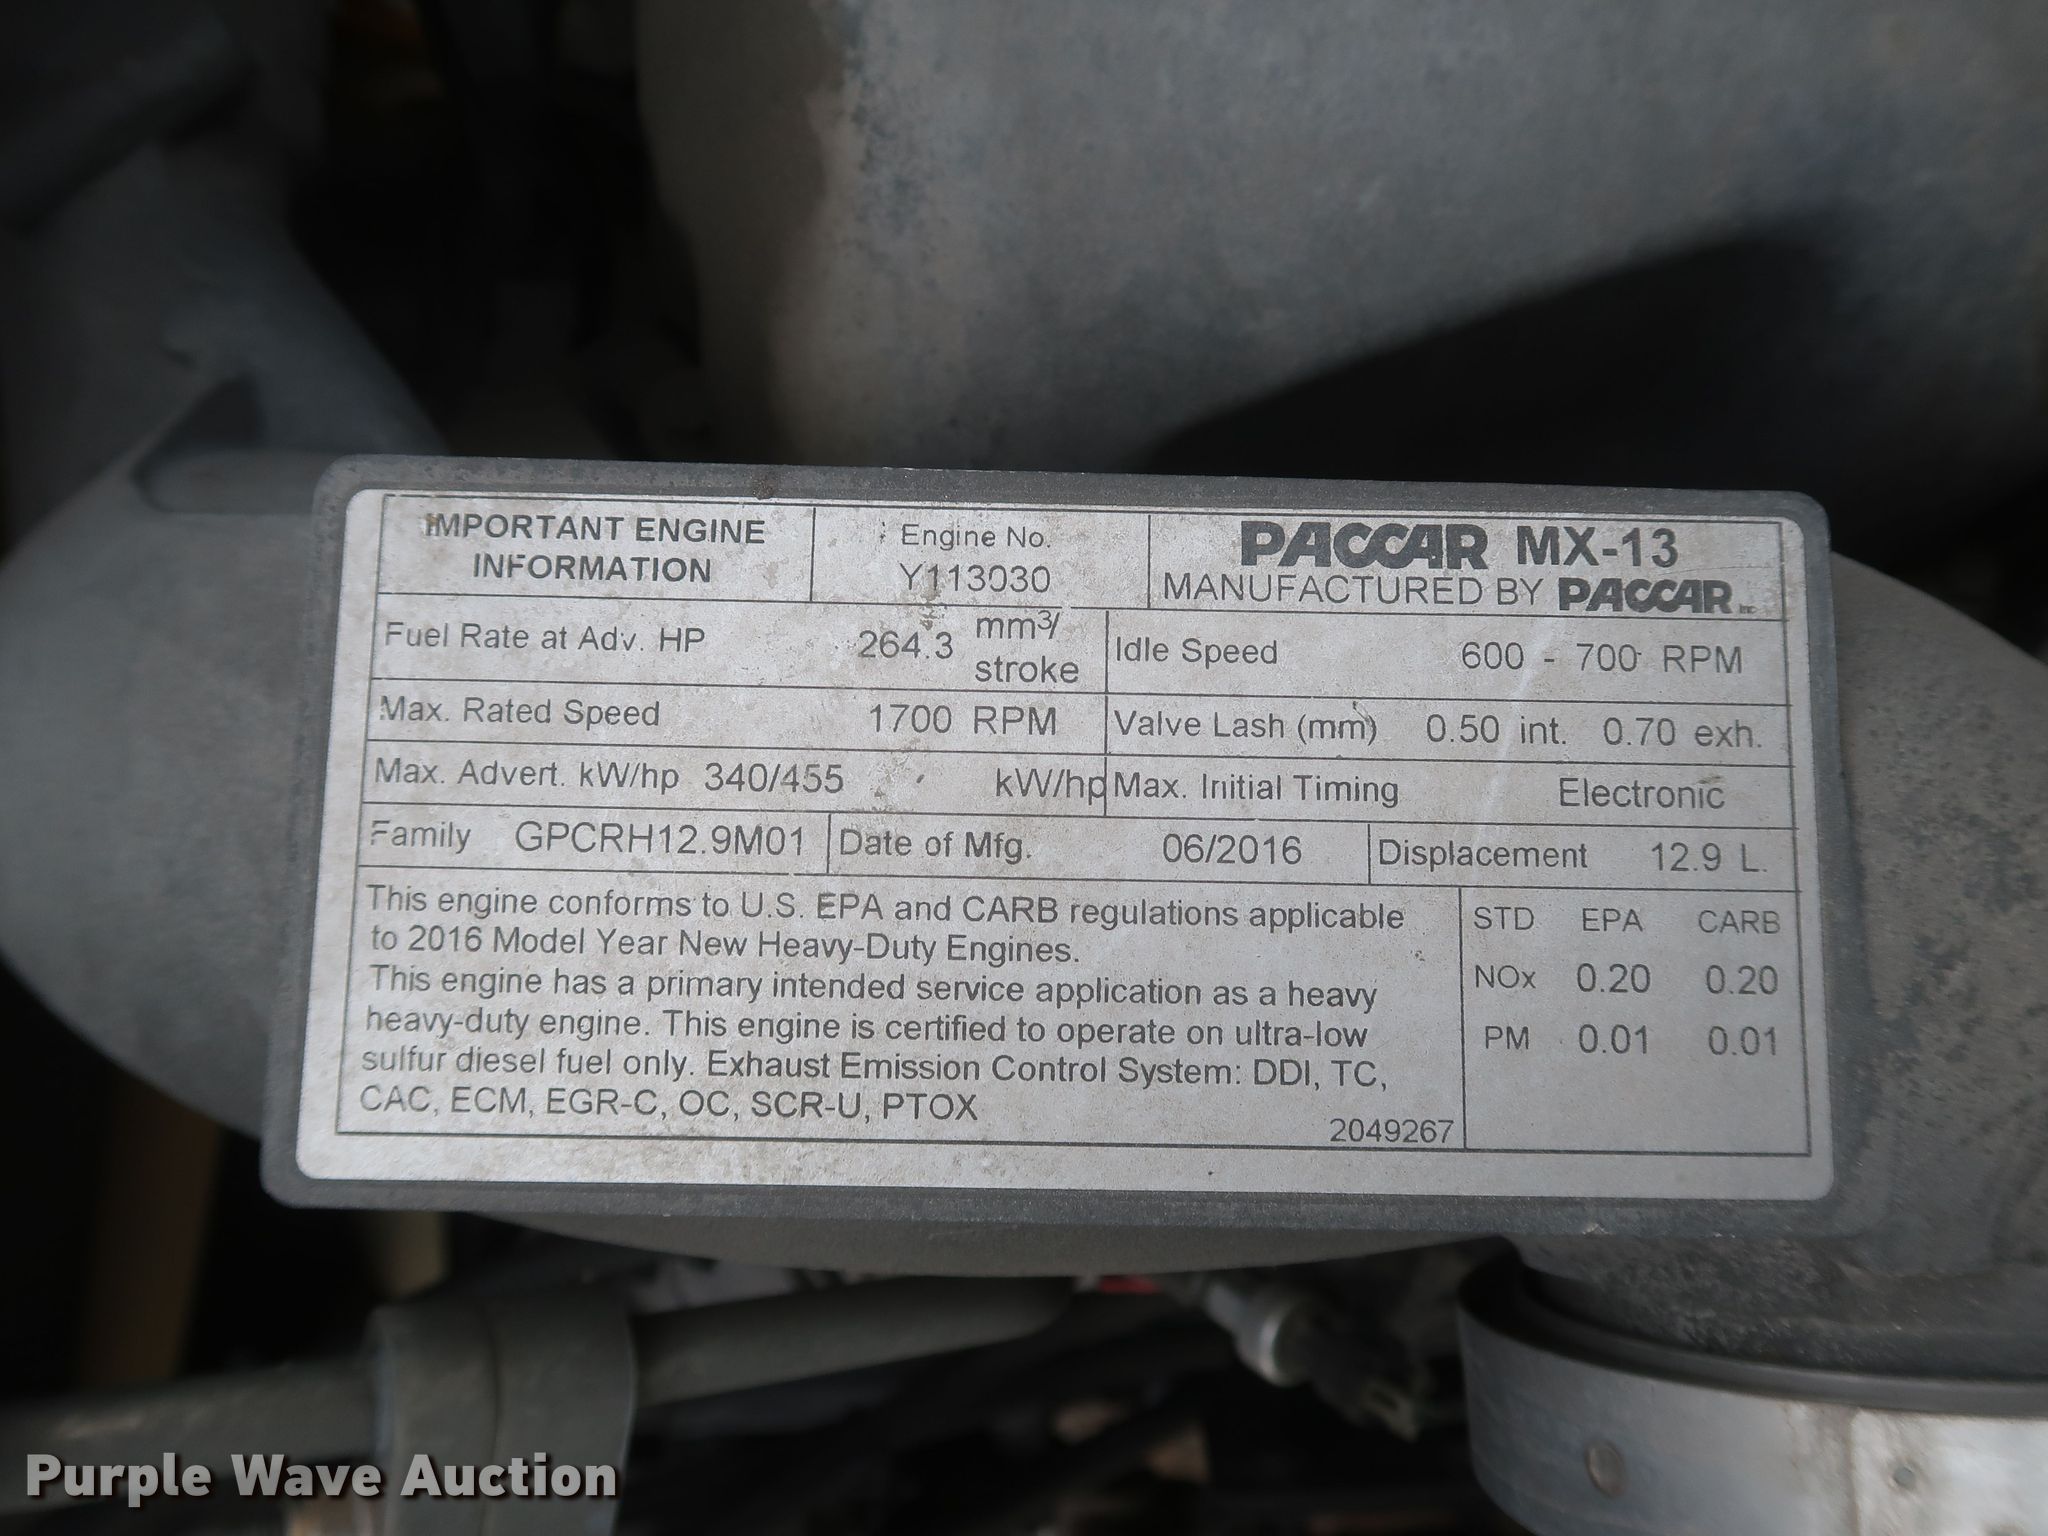 IMPORTANT ENGINE
INFORMATION
Engine No.
Y113030
PACCAR MX-13
MANUFACTURED BY PACCAR Inc
Fuel Rate at Adv. HP 264.3 mm³/
stroke
Idle Speed 600 - 700 RPM
Max. Rated Speed 1700 RPM
Valve Lash (mm) 0.50 int. 0.70 exh.
Max. Advert. kW/hp 340/455 kW/hp
Max. Initial Timing Electronic
Family GPCRH12.9M01
Date of Mfg. 06/2016
Displacement 12.9 L.
This engine conforms to U.S. EPA and CARB regulations applicable
to 2016 Model Year New Heavy-Duty Engines.
This engine has a primary intended service application as a heavy
heavy-duty engine. This engine is certified to operate on ultra-low
sulfur diesel fuel only. Exhaust Emission Control System: DDI, TC,
CAC, ECM, EGR-C, OC, SCR-U, PTOX
2049267
STD EPA CARB
NOx 0.20 0.20
PM 0.01 0.01
Purple Wave Auction